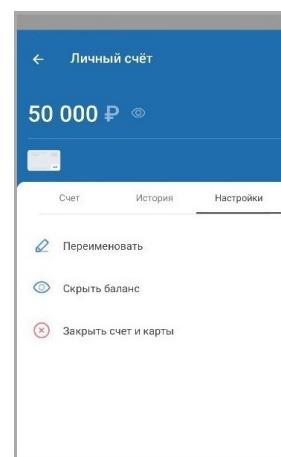 Личный счёт
50 000 ₽
Счет История Настройки
Переименовать
Скрыть баланс
Закрыть счет и карты